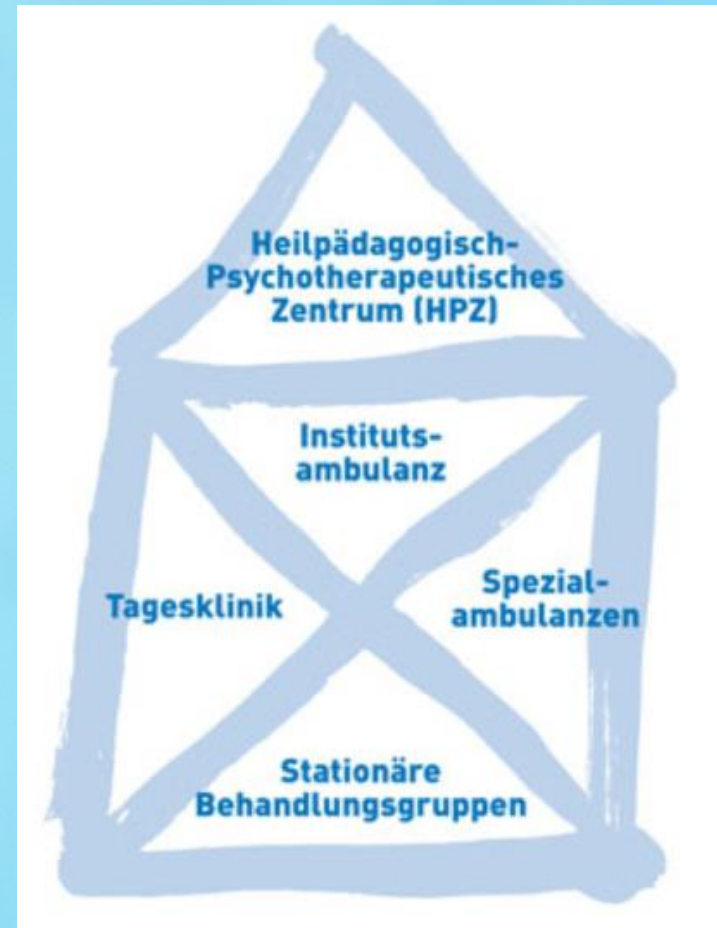 Heilpädagogisch-
Psychotherapeutisches
Zentrum (HPZ)
Instituts-
ambulanz
Tagesklinik
Spezial-
ambulanzen
Stationäre
Behandlungsgruppen